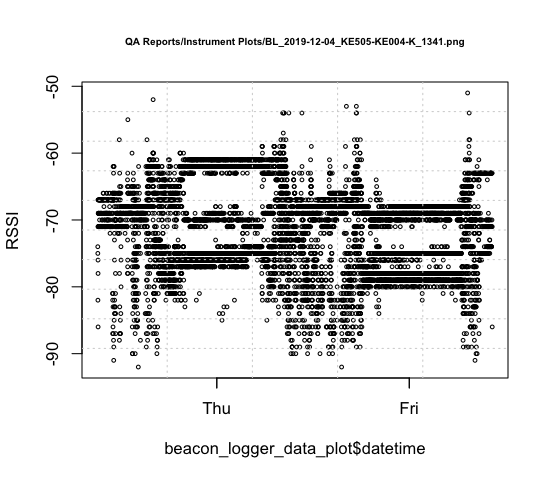 QA Reports/Instrument Plots/BL_2019-12-04_KE505-KE004-K_1341.png
-50
-60
-70
-80
-90
RSSI
Thu
Fri
beacon_logger_data_plot$datetime